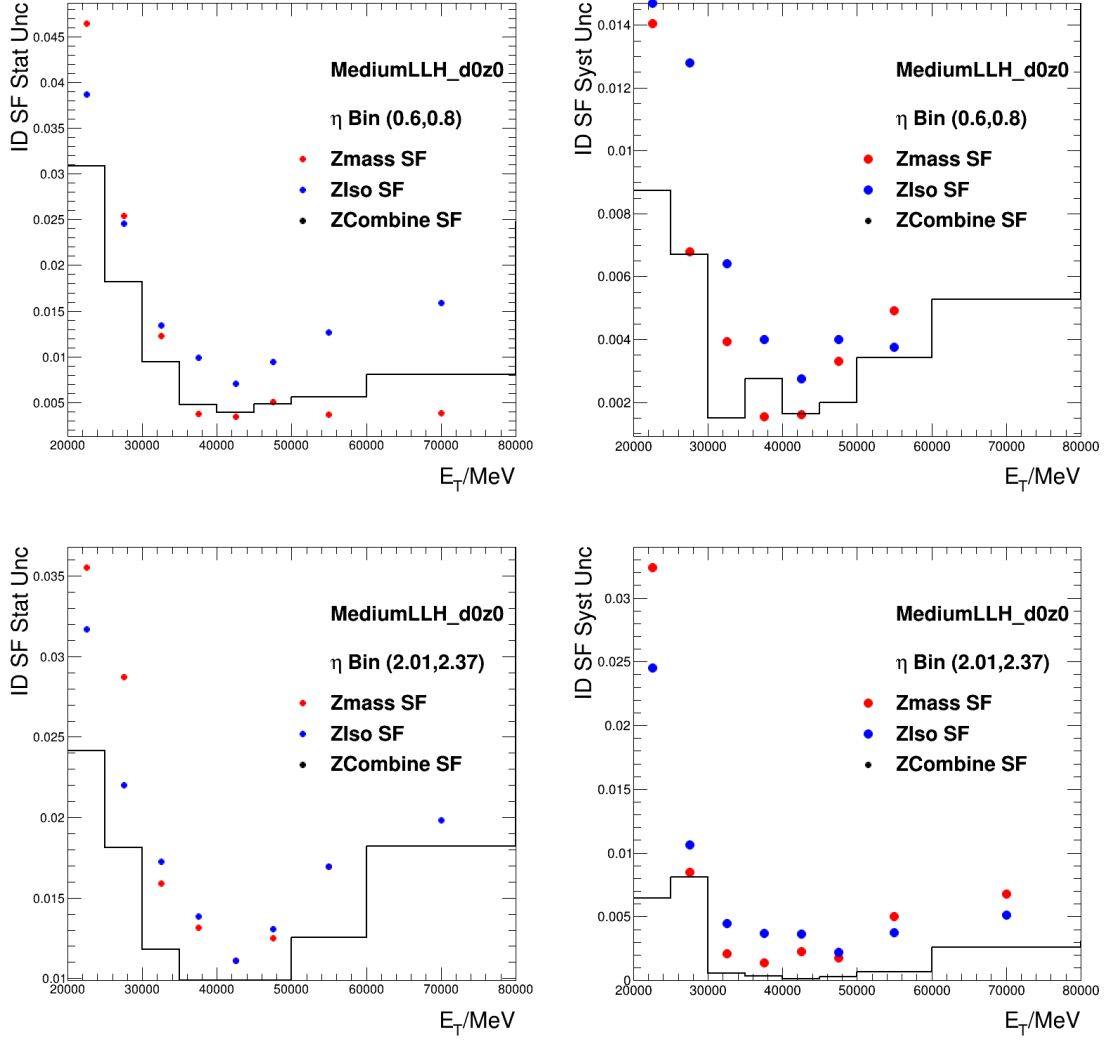 ID SF Stat Unc
0.045
0.04
0.035
0.03
0.025
0.02
0.015
0.01
0.005
MediumLLH_d0z0
η Bin (0.6,0.8)
Zmass SF
ZIso SF
ZCombine SF
20000 30000 40000 50000 60000 70000 80000
E_T/MeV
ID SF Syst Unc
0.014
0.012
0.01
0.008
0.006
0.004
0.002
MediumLLH_d0z0
η Bin (0.6,0.8)
Zmass SF
ZIso SF
ZCombine SF
20000 30000 40000 50000 60000 70000 80000
E_T/MeV
ID SF Stat Unc
0.035
0.03
0.025
0.02
0.015
0.01
MediumLLH_d0z0
η Bin (2.01,2.37)
Zmass SF
ZIso SF
ZCombine SF
20000 30000 40000 50000 60000 70000 80000
E_T/MeV
ID SF Syst Unc
0.03
0.025
0.02
0.015
0.01
0.005
0
MediumLLH_d0z0
η Bin (2.01,2.37)
Zmass SF
ZIso SF
ZCombine SF
20000 30000 40000 50000 60000 70000 80000
E_T/MeV